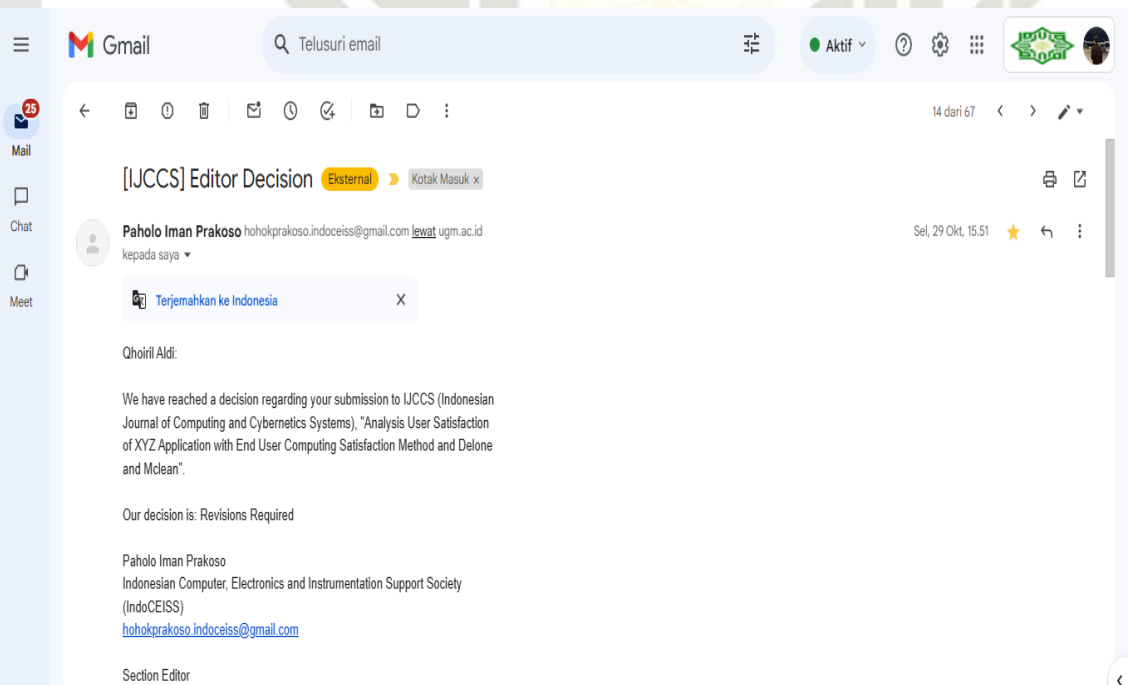 Gmail
Telusuri email
Aktif
25
Mail
Chat
Meet
14 dari 67
[IJCCS] Editor Decision Eksternal Kotak Masuk x
Paholo Iman Prakoso hohokprakoso.indoceiss@gmail.com lewat ugm.ac.id
Sel, 29 Okt, 15.51
kepada saya
Terjemahkan ke Indonesia X
Qhoiril Aldi:
We have reached a decision regarding your submission to IJCCS (Indonesian
Journal of Computing and Cybernetics Systems), "Analysis User Satisfaction
of XYZ Application with End User Computing Satisfaction Method and Delone
and Mclean".
Our decision is: Revisions Required
Paholo Iman Prakoso
Indonesian Computer, Electronics and Instrumentation Support Society
(IndoCEISS)
hohokprakoso.indoceiss@gmail.com
Section Editor